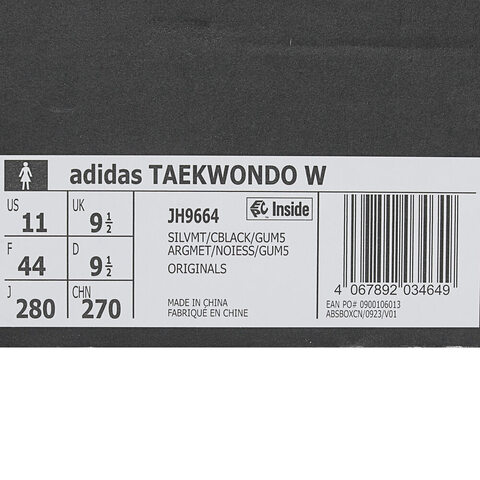 adidas TAEKWONDO W
US 11
UK 9 1/2
F 44
D 9 1/2
J 280
CHN 270
JH9664
Inside
SILVMT/CBLACK/GUM5
ARGMET/NOIESS/GUM5
ORIGINALS
MADE IN CHINA
FABRIQUÉ EN CHINE
4 067892 034649
EAN PO# 0900106013
ABSBOXCN/0923/V01